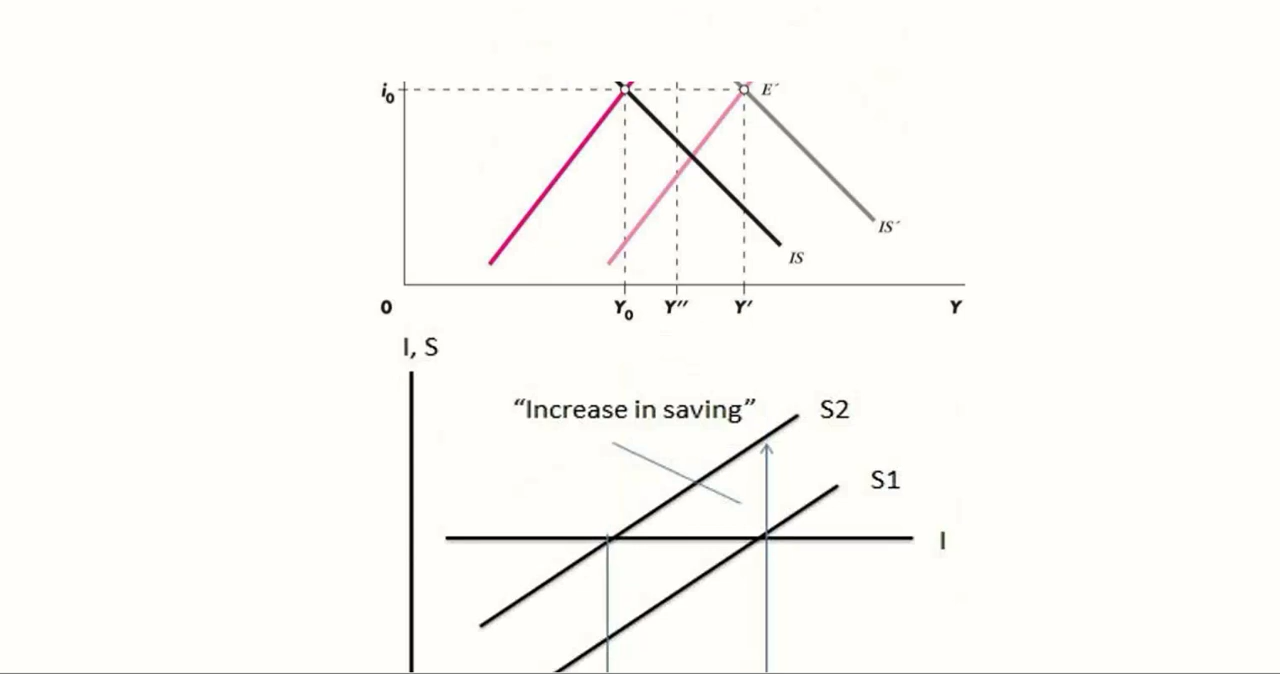 i₀
E´
IS´
IS
0
Y₀ Y′′ Y′ Y
I, S
“Increase in saving”
S2
S1
I